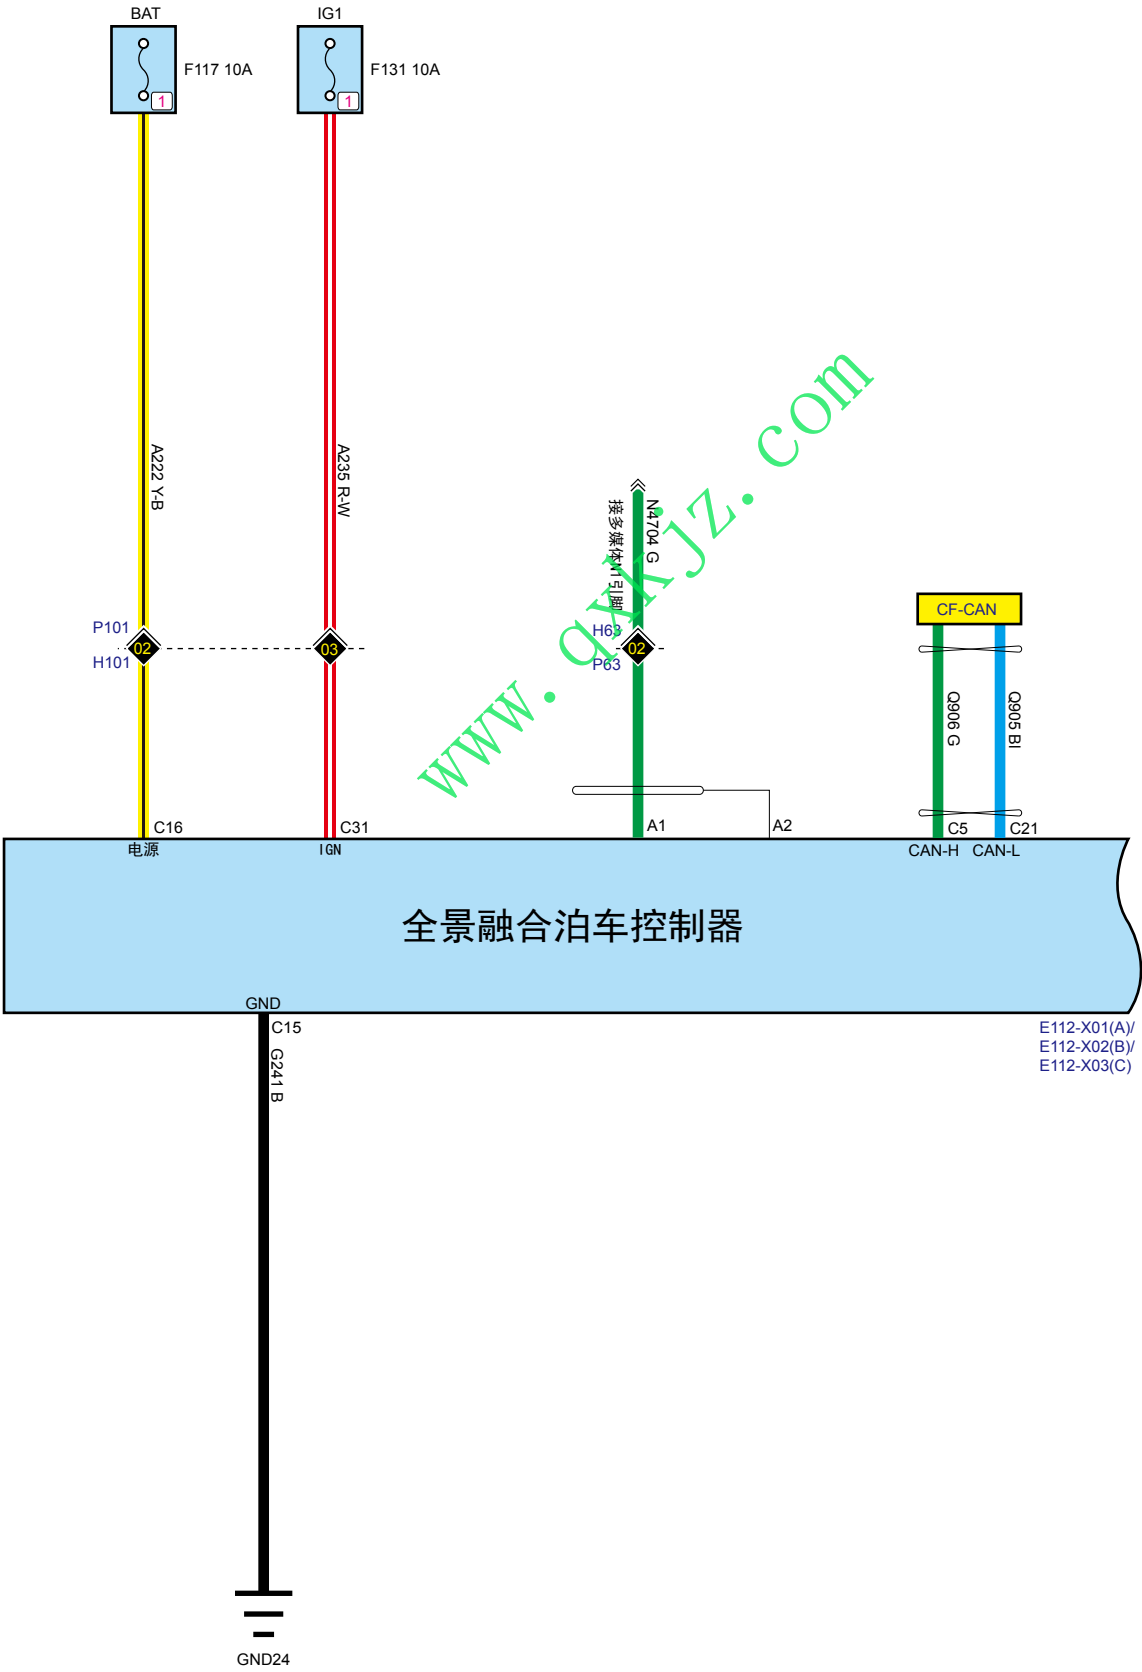 BAT
IG1
F117 10A
F131 10A
1
1
A222 Y-B
A235 R-W
N4704 G
接多媒体N1引脚
www.qxkjz.com
CF-CAN
P101
H101
02
03
H63
P63
02
Q906 G
Q905 Bl
C16
C31
A1
A2
C5
C21
电源
IGN
CAN-H
CAN-L
全景融合泊车控制器
GND
C15
G241 B
E112-X01(A)/
E112-X02(B)/
E112-X03(C)
GND24